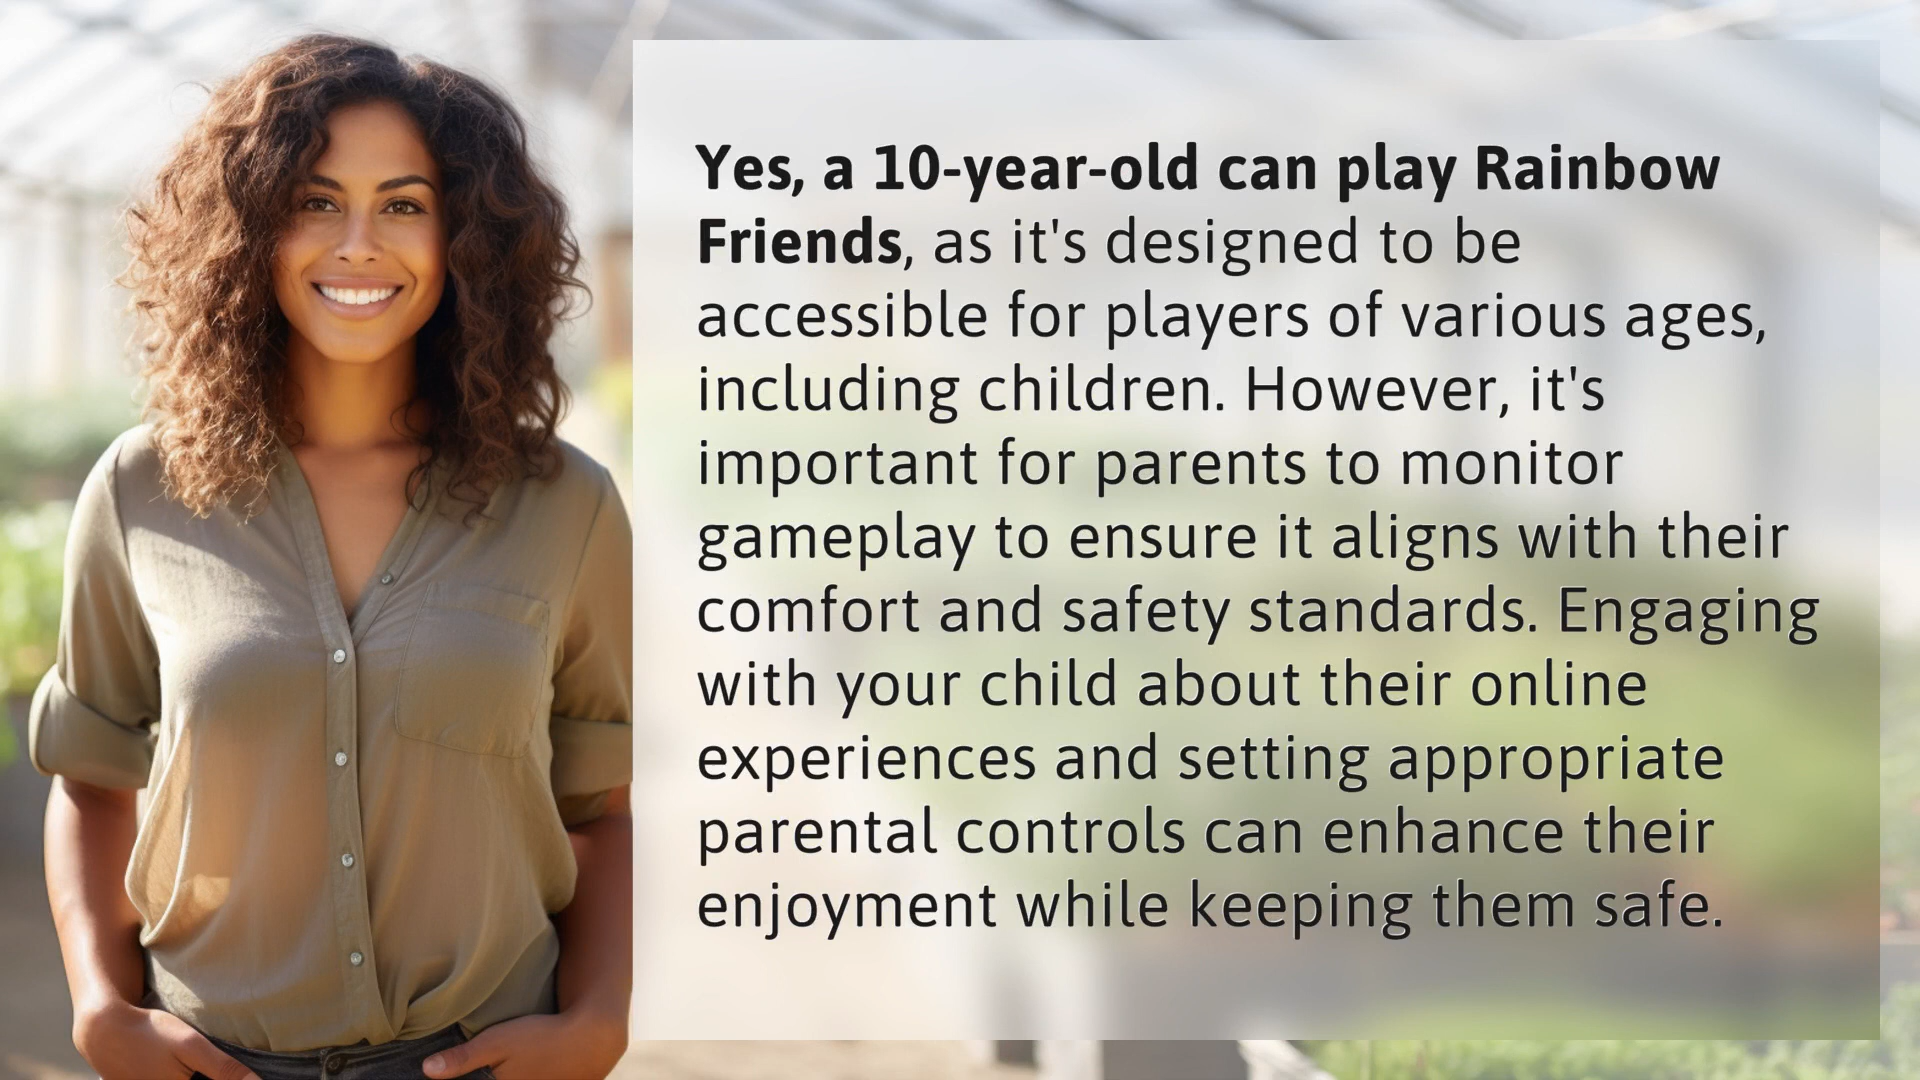 Yes, a 10-year-old can play Rainbow
Friends, as it's designed to be
accessible for players of various ages,
including children. However, it's
important for parents to monitor
gameplay to ensure it aligns with their
comfort and safety standards. Engaging
with your child about their online
experiences and setting appropriate
parental controls can enhance their
enjoyment while keeping them safe.